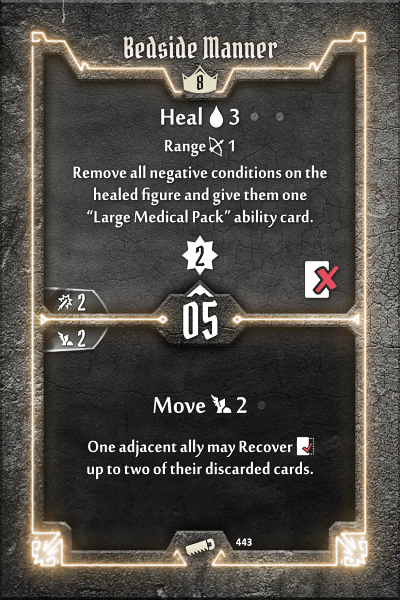 Bedside Manner
8
Heal 3
Range 1
Remove all negative conditions on the
healed figure and give them one
“Large Medical Pack” ability card.
2
2
05
2
Move 2
One adjacent ally may Recover
up to two of their discarded cards.
443